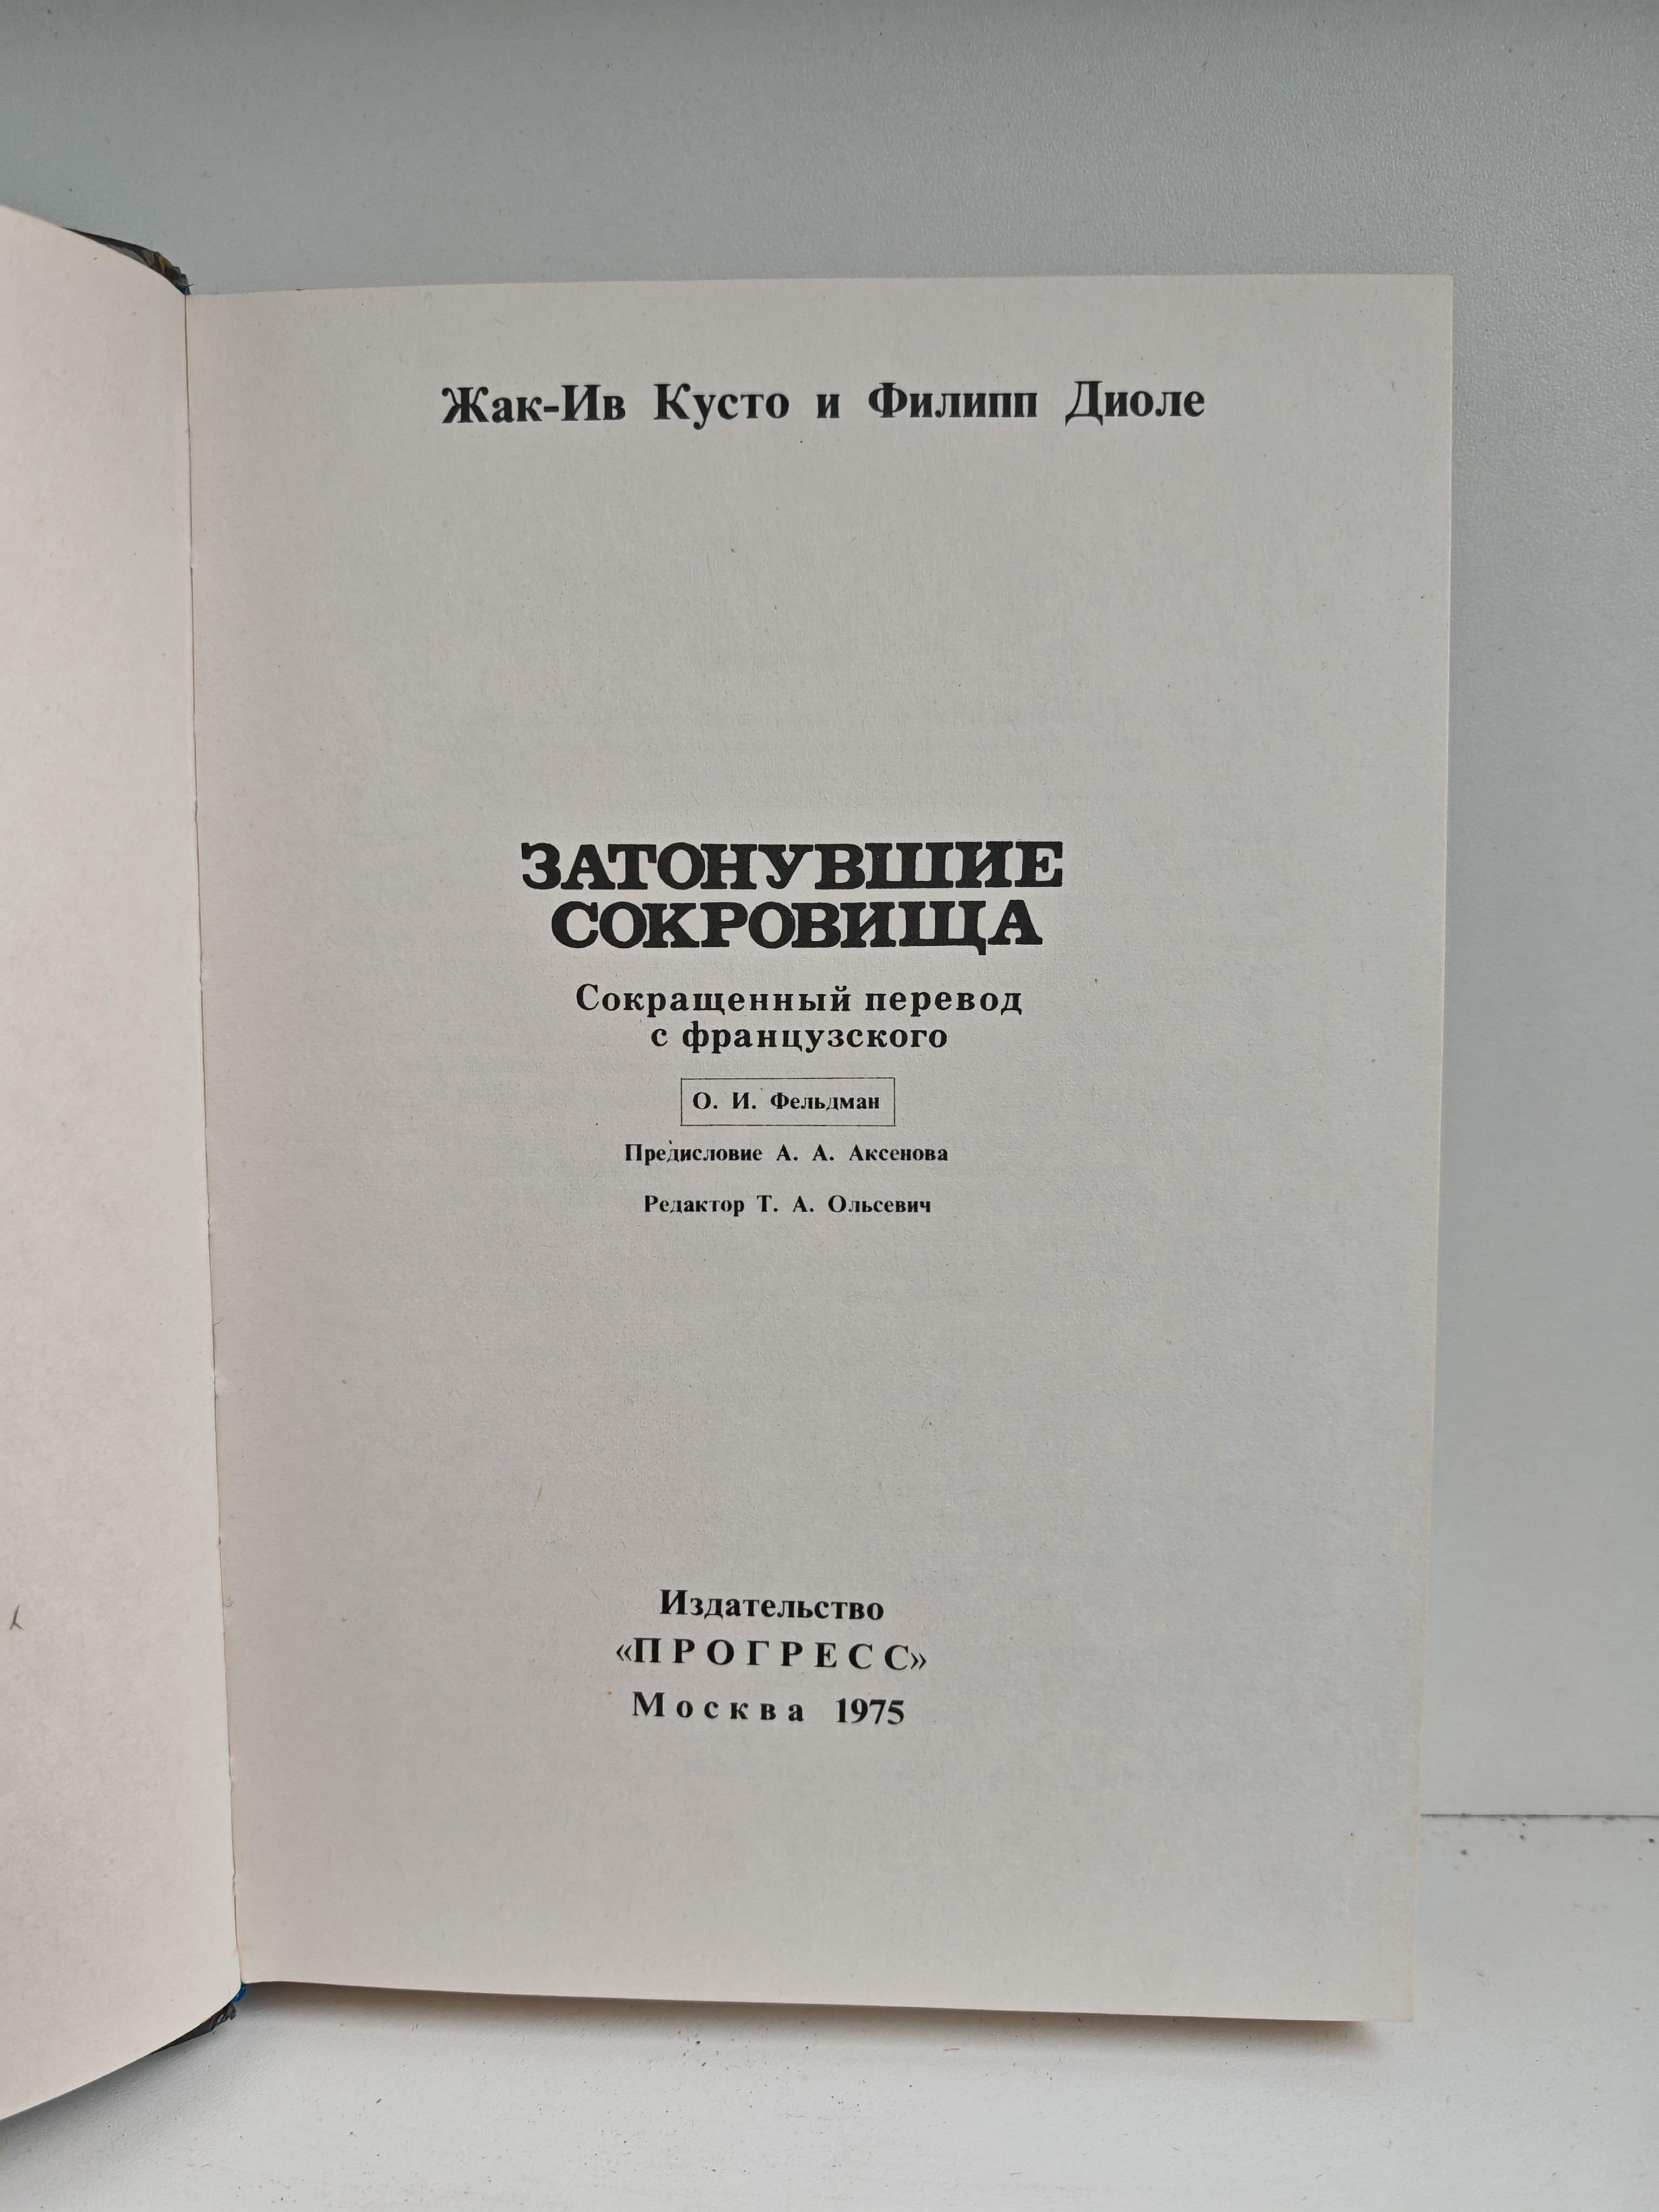 Жак-Ив Кусто и Филипп Диоле
ЗАТОНУВШИЕ
СОКРОВИЩА
Сокращенный перевод
с французского
О. И. Фельдман
Предисловие А. А. Аксенова
Редактор Т. А. Ольсевич
Издательство
«ПРОГРЕСС»
Москва 1975